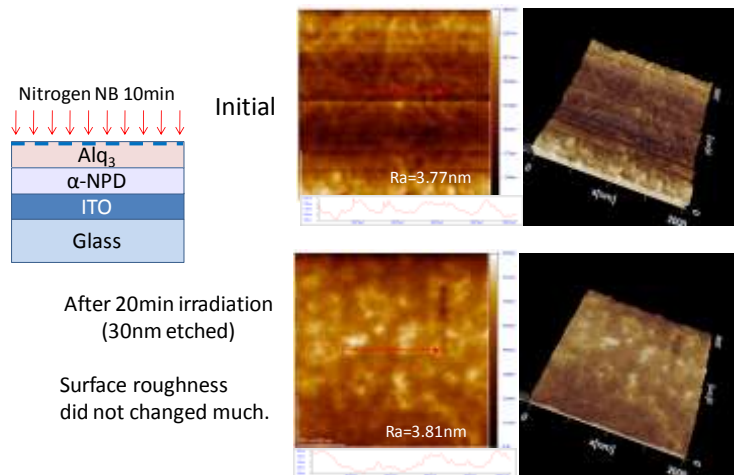 Nitrogen NB 10min
Initial
Alq₃
α-NPD
ITO
Glass
Ra=3.77nm
After 20min irradiation
(30nm etched)
Surface roughness
did not changed much.
Ra=3.81nm